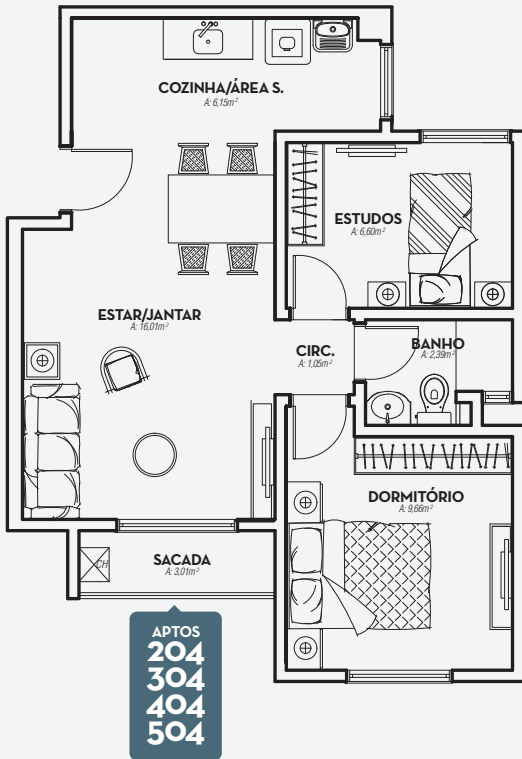 COZINHA/ÁREA S.
A: 6,15m²
ESTUDOS
A: 6,60m²
ESTAR/JANTAR
A: 16,01m²
CIRC.
A: 1,05m²
BANHO
A: 2,39m²
DORMITÓRIO
A: 9,66m²
SACADA
A: 3,01m²
CH
APTOS
204
304
404
504